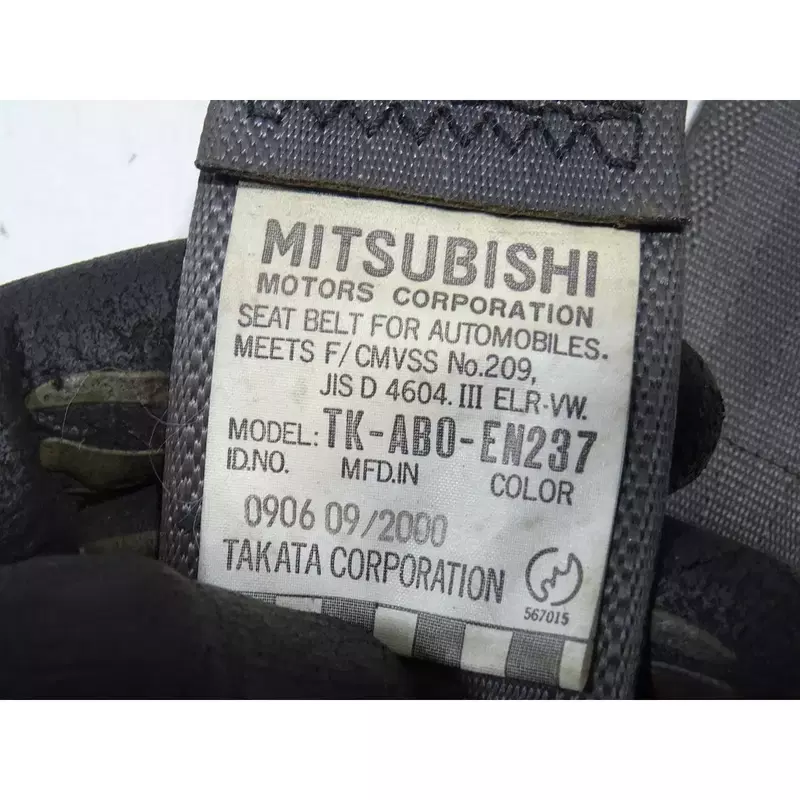 MITSUBISHI
MOTORS CORPORATION
SEAT BELT FOR AUTOMOBILES.
MEETS F/CMVSS No.209,
JIS D 4604. III ELR-VW.
MODEL: TK-AB0-EN237
ID.NO. MFD.IN COLOR
0906 09/2000
TAKATA CORPORATION
567015